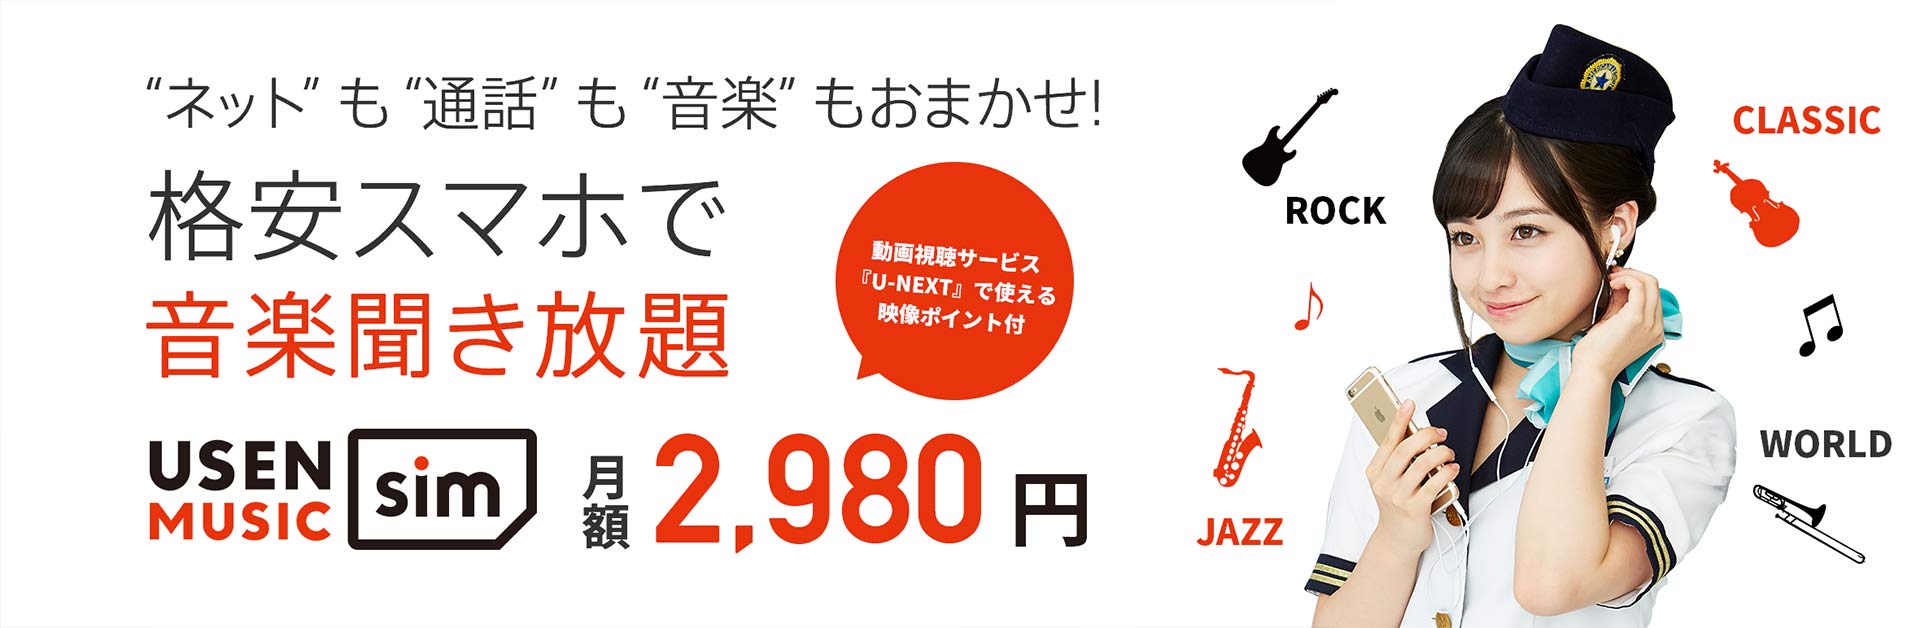 “ネット” も “通話” も “音楽” もおまかせ!
格安スマホで
音楽聞き放題
動画視聴サービス
『U-NEXT』で使える
映像ポイント付
USEN
MUSIC
sim
月額
2,980 円
ROCK
CLASSIC
JAZZ
WORLD